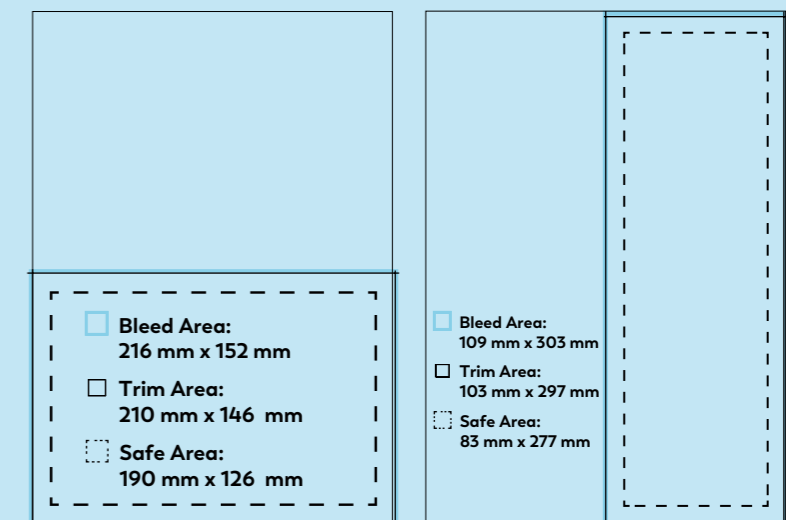 Bleed Area:
216 mm x 152 mm
Trim Area:
210 mm x 146  mm
Safe Area:
190 mm x 126  mm
Bleed Area:
109 mm x 303 mm
Trim Area:
103 mm x 297 mm
Safe Area:
83 mm x 277 mm